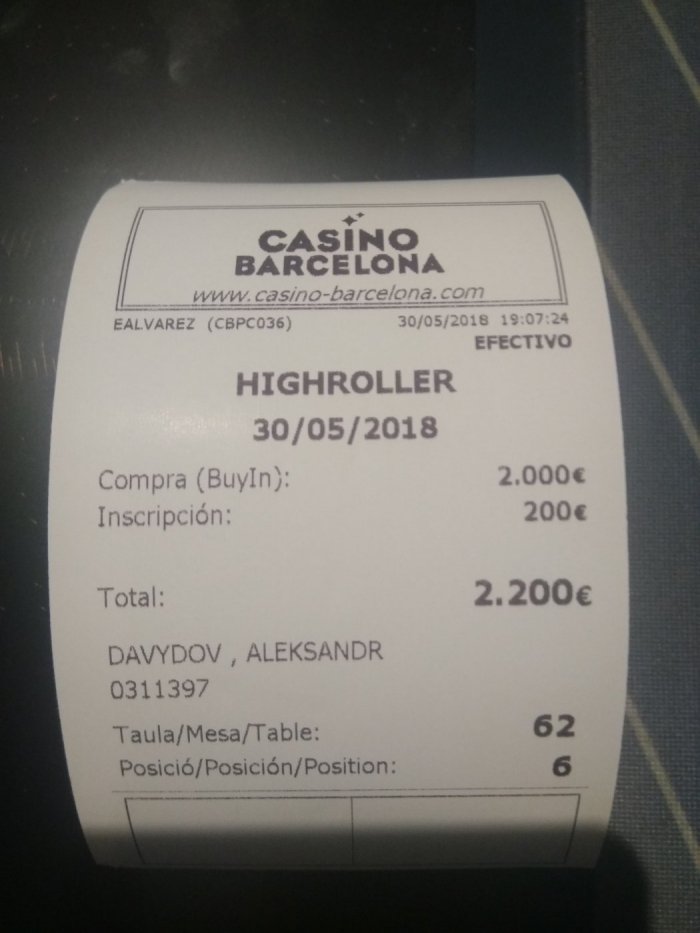 CASINO
BARCELONA
www.casino-barcelona.com
EALVAREZ (CBPC036) 30/05/2018 19:07:24
EFECTIVO
HIGHROLLER
30/05/2018
Compra (BuyIn): 2.000€
Inscripción: 200€
Total: 2.200€
DAVYDOV , ALEKSANDR
0311397
Taula/Mesa/Table: 62
Posició/Posición/Position: 6